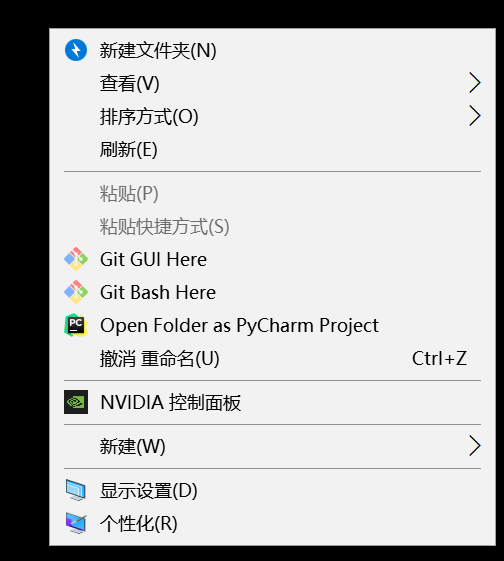 新建文件夹(N)
查看(V)
排序方式(O)
刷新(E)
粘贴(P)
粘贴快捷方式(S)
Git GUI Here
Git Bash Here
PC Open Folder as PyCharm Project
撤消 重命名(U) Ctrl+Z
NVIDIA 控制面板
新建(W)
显示设置(D)
个性化(R)